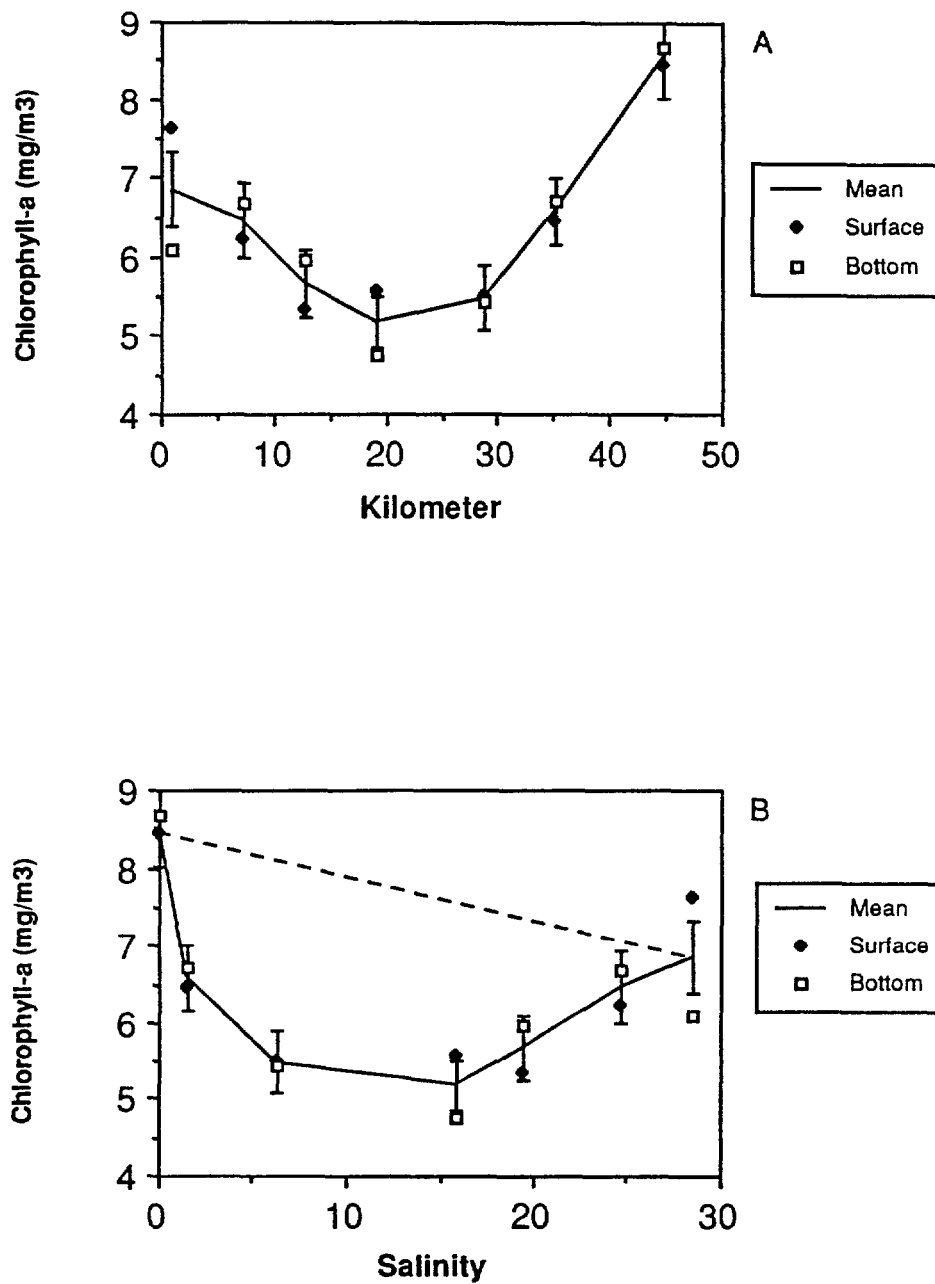 A
9
8
7
6
5
4
Chlorophyll-a (mg/m3)
0 10 20 30 40 50
Kilometer
Mean
Surface
Bottom
B
9
8
7
6
5
4
Chlorophyll-a (mg/m3)
0 10 20 30
Salinity
Mean
Surface
Bottom